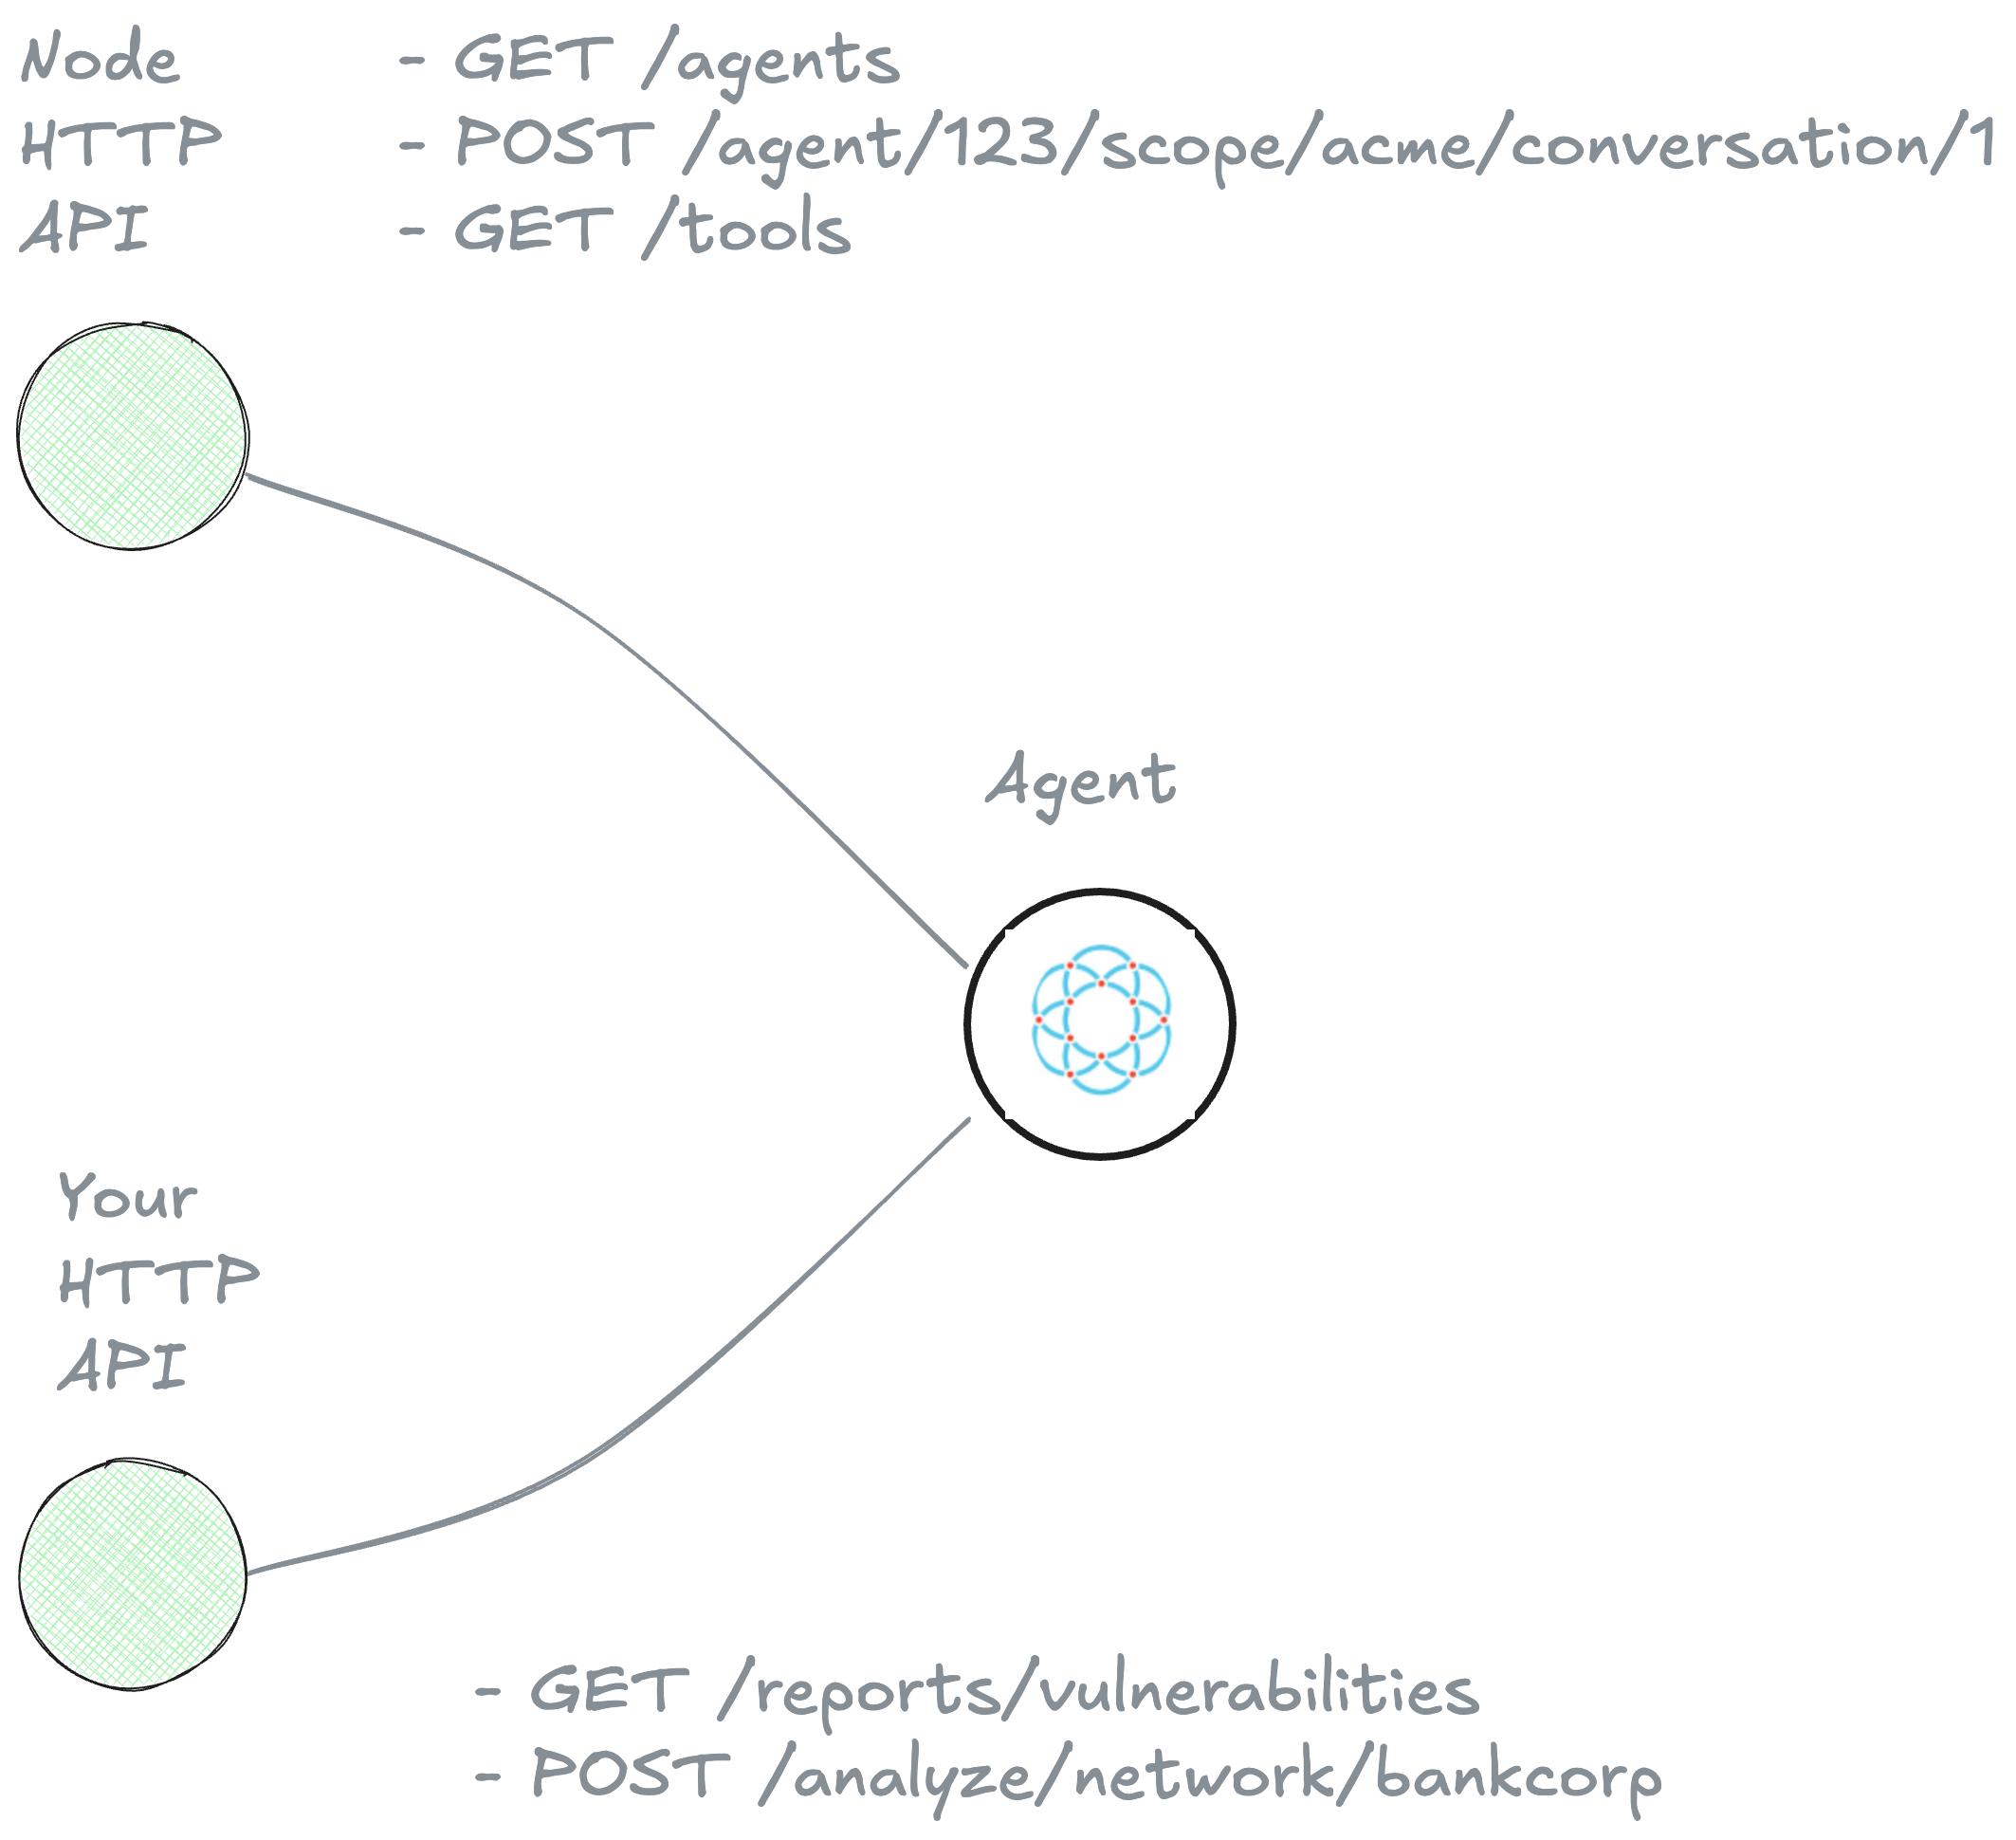 Node
HTTP
API
- GET /agents
- POST /agent/123/scope/acme/conversation/1
- GET /tools
Agent
Your
HTTP
API
- GET /reports/vulnerabilities
- POST /analyze/network/bankcorp